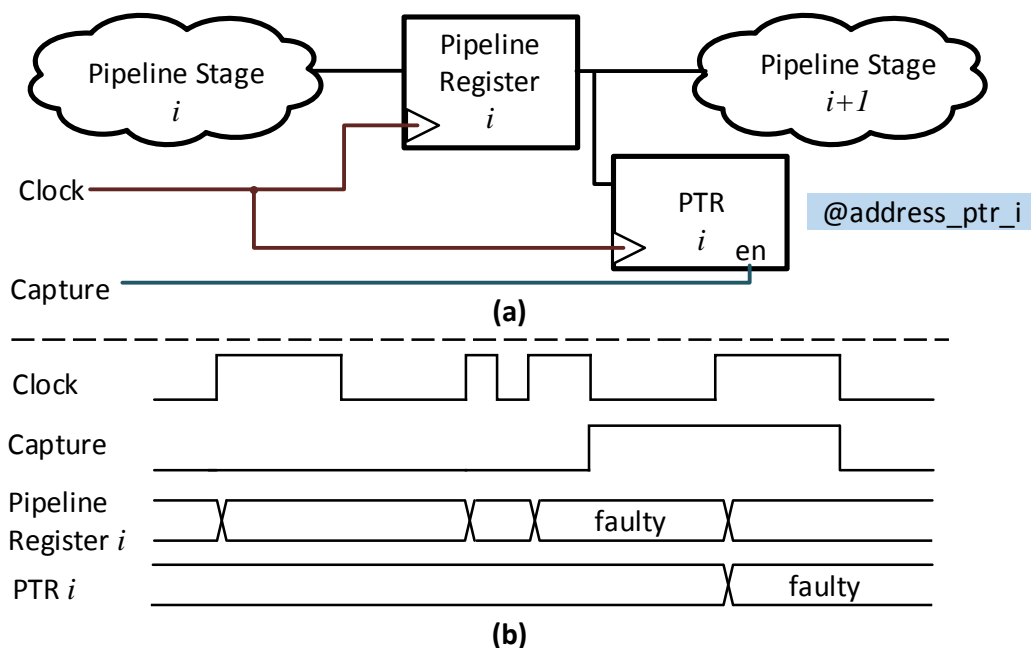 Pipeline Stage
i
Pipeline
Register
i
Pipeline Stage
i+1
Clock
PTR
i
en
@address_ptr_i
Capture
(a)
Clock
Capture
Pipeline
Register i
faulty
PTR i
faulty
(b)